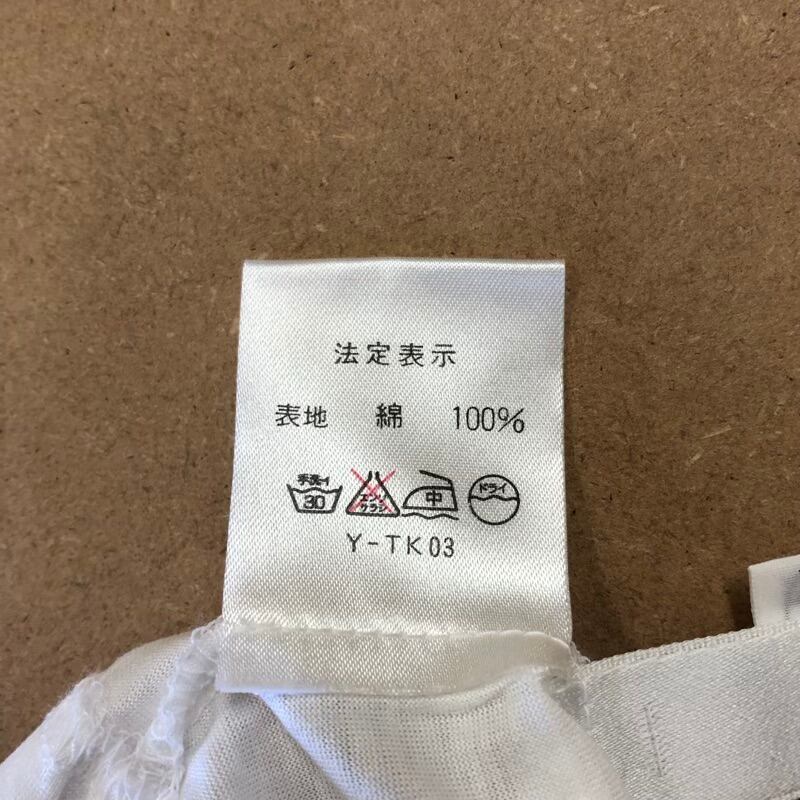 法定表示
表地 綿 100%
手洗イ 30 エンソ サラシ 中 ドライ
Y-TK03